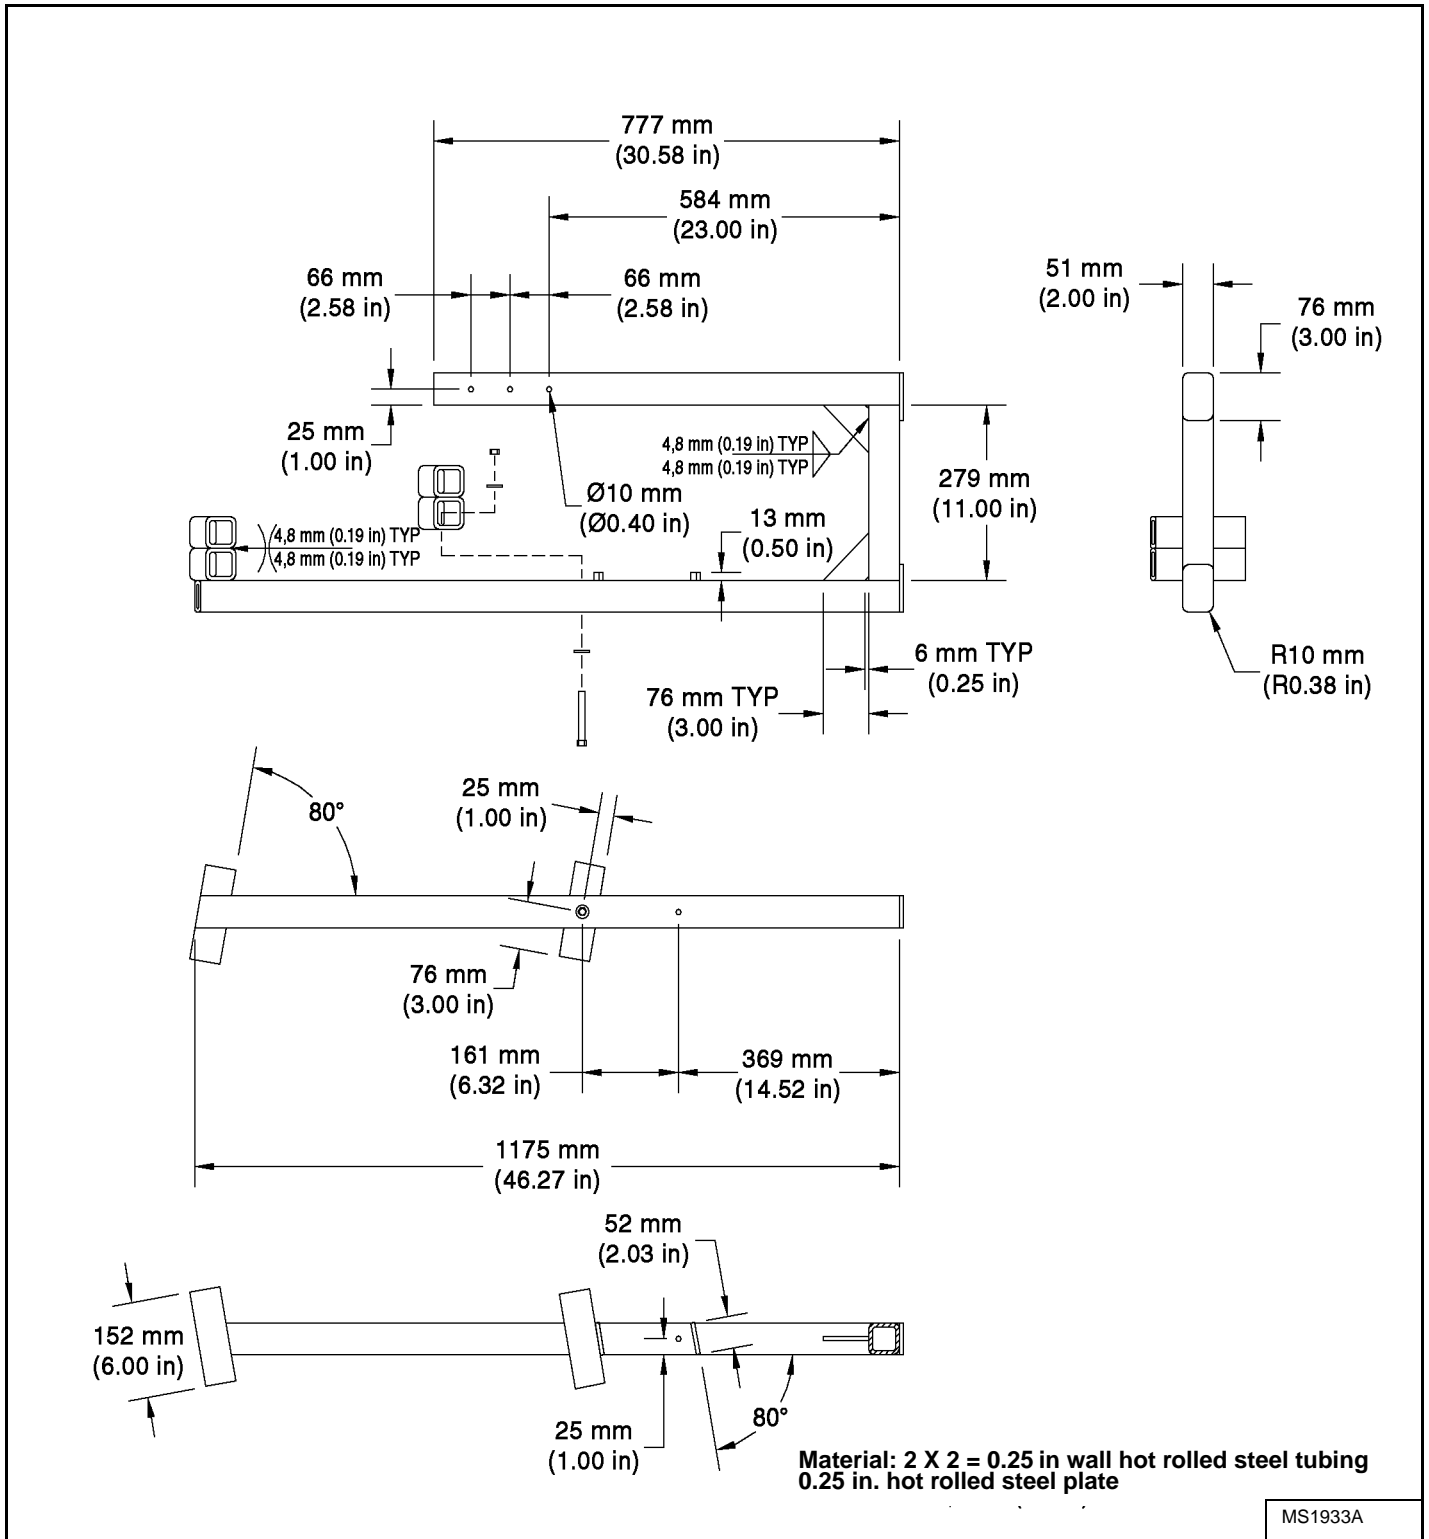 777 mm
(30.58 in)
584 mm
(23.00 in)
66 mm
(2.58 in)
66 mm
(2.58 in)
51 mm
(2.00 in)
76 mm
(3.00 in)
25 mm
(1.00 in)
4,8 mm (0.19 in) TYP
4,8 mm (0.19 in) TYP
279 mm
(11.00 in)
Ø10 mm
(Ø0.40 in)
13 mm
(0.50 in)
4,8 mm (0.19 in) TYP
4,8 mm (0.19 in) TYP
6 mm TYP
(0.25 in)
R10 mm
(R0.38 in)
76 mm TYP
(3.00 in)
80°
25 mm
(1.00 in)
76 mm
(3.00 in)
161 mm
(6.32 in)
369 mm
(14.52 in)
1175 mm
(46.27 in)
52 mm
(2.03 in)
152 mm
(6.00 in)
80°
25 mm
(1.00 in)
Material: 2 X 2 = 0.25 in wall hot rolled steel tubing
0.25 in. hot rolled steel plate
MS1933A